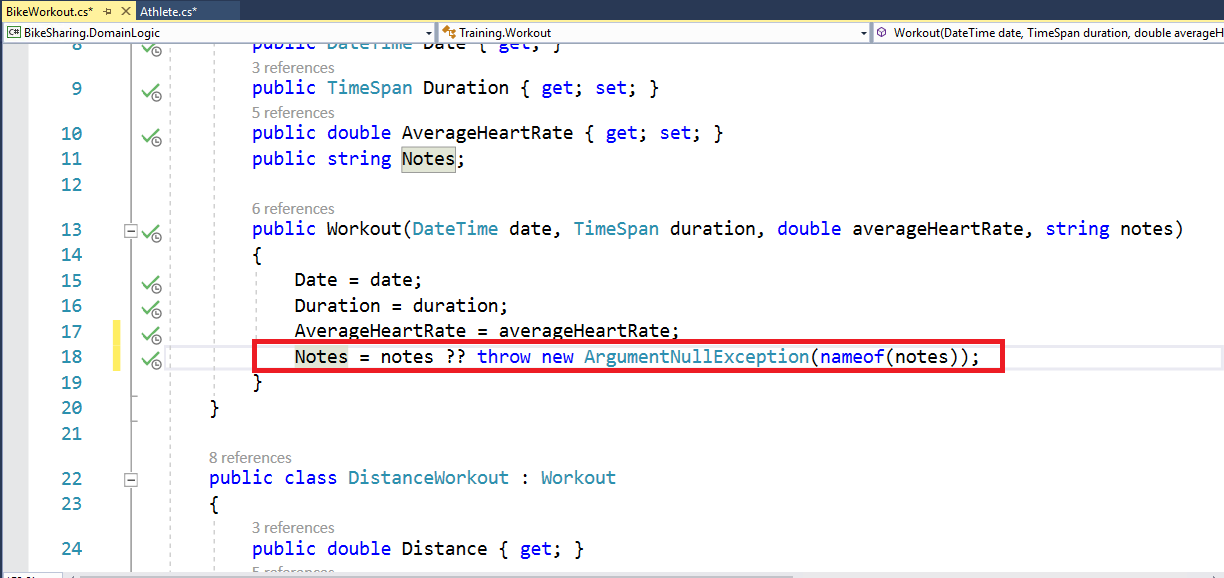 BikeWorkout.cs* Athlete.cs*
BikeSharing.DomainLogic Training.Workout Workout(DateTime date, TimeSpan duration, double averageH
8 public DateTime Date { get; }
3 references
9 public TimeSpan Duration { get; set; }
5 references
10 public double AverageHeartRate { get; set; }
11 public string Notes;
12
6 references
13 public Workout(DateTime date, TimeSpan duration, double averageHeartRate, string notes)
14 {
15 Date = date;
16 Duration = duration;
17 AverageHeartRate = averageHeartRate;
18 Notes = notes ?? throw new ArgumentNullException(nameof(notes));
19 }
20 }
21
8 references
22 public class DistanceWorkout : Workout
23 {
3 references
24 public double Distance { get; }
5 references